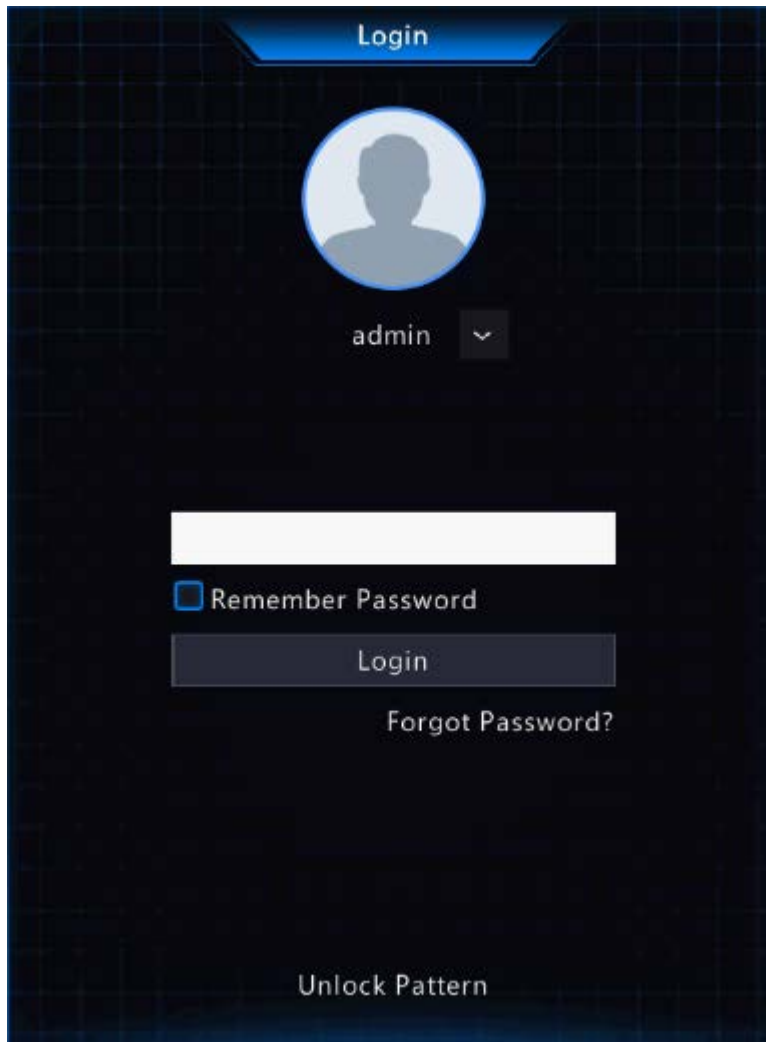 Login
admin
Remember Password
Login
Forgot Password?
Unlock Pattern